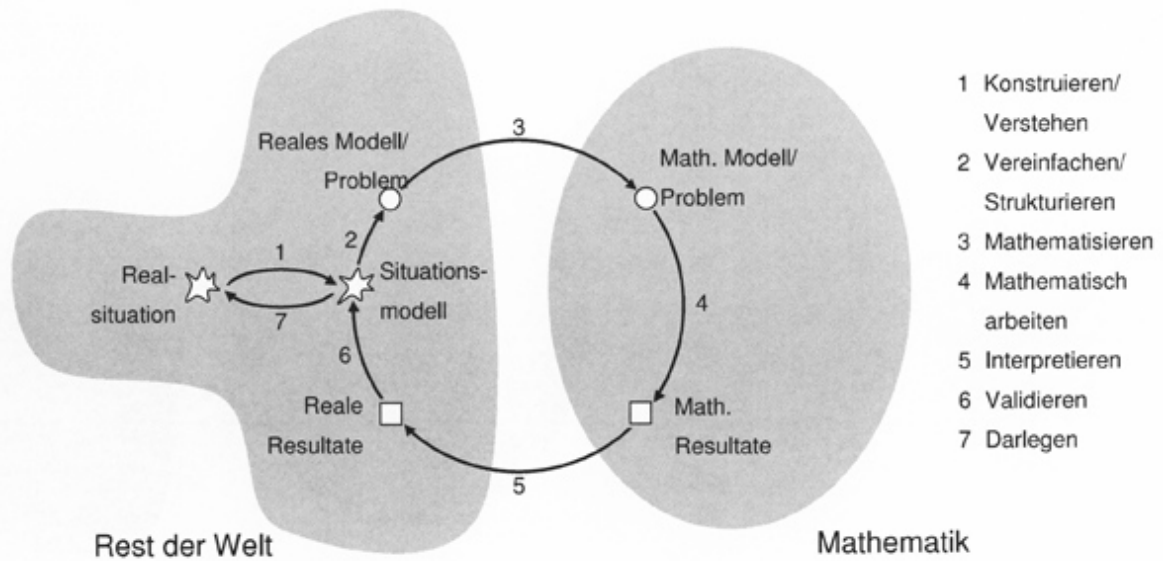 Reales Modell/
Problem
3
Math. Modell/
Problem
1
2
Real-
situation
Situations-
modell
7
4
6
Reale
Resultate
Math.
Resultate
5
Rest der Welt
Mathematik
1 Konstruieren/
Verstehen
2 Vereinfachen/
Strukturieren
3 Mathematisieren
4 Mathematisch
arbeiten
5 Interpretieren
6 Validieren
7 Darlegen